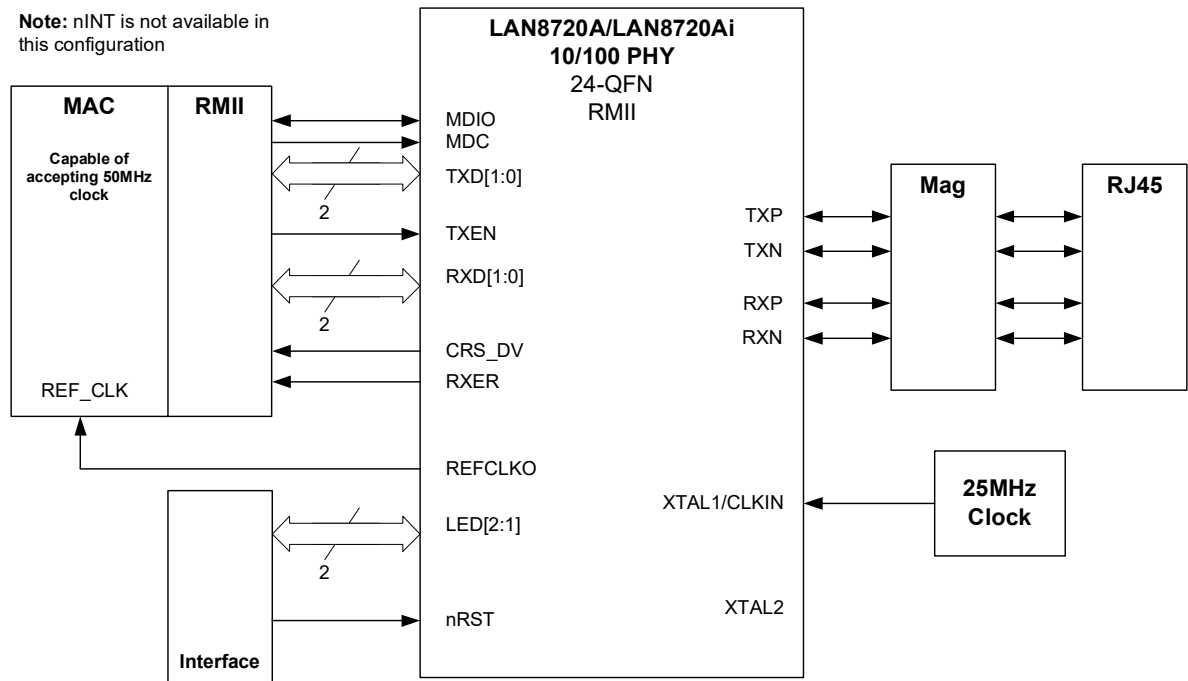 Note: nINT is not available in
this configuration
LAN8720A/LAN8720Ai
10/100 PHY
24-QFN
RMII
MAC
RMII
Capable of
accepting 50MHz
clock
REF_CLK
MDIO
MDC
TXD[1:0]
2
TXEN
RXD[1:0]
2
CRS_DV
RXER
REFCLKO
LED[2:1]
2
nRST
Interface
TXP
TXN
RXP
RXN
Mag
RJ45
XTAL1/CLKIN
25MHz
Clock
XTAL2